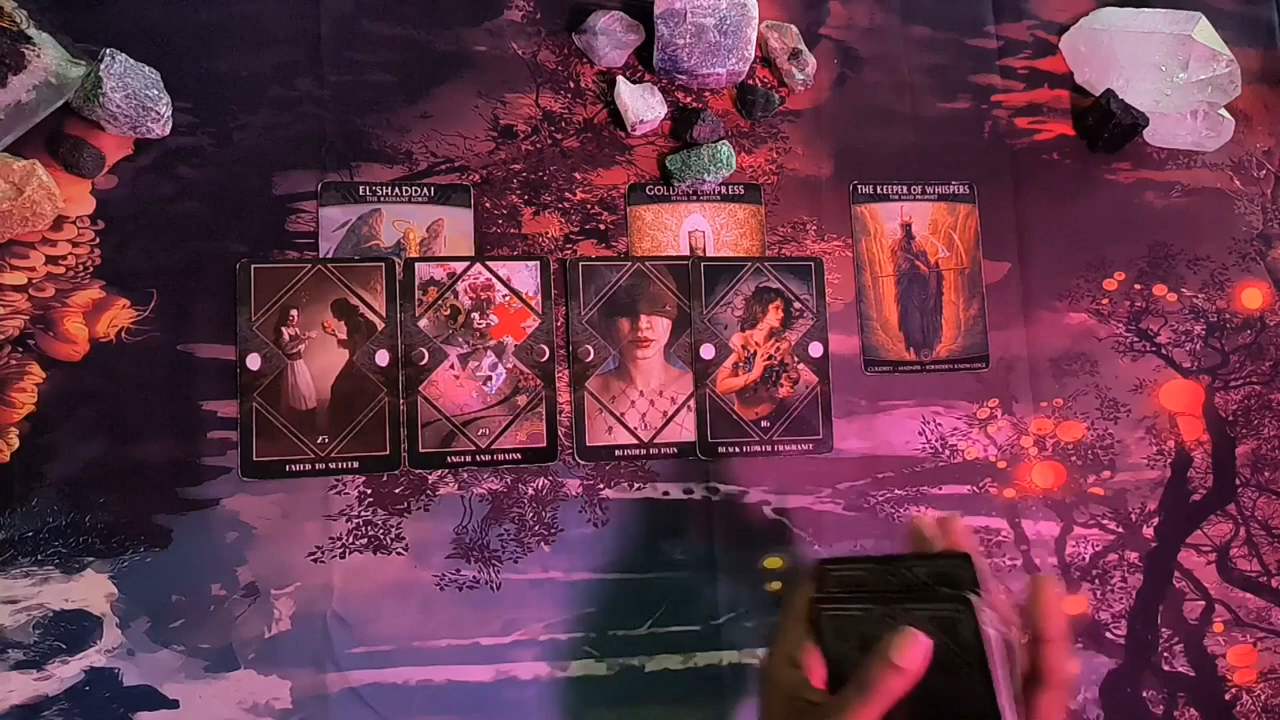 EL'SHADDAI
THE RADIANT LORD
GOLDEN EMPRESS
JEWEL OF ABYDUS
THE KEEPER OF WHISPERS
THE MAD PROPHET
CURIOSITY - MADNESS - FORBIDDEN KNOWLEDGE
25
FATED TO SUFFER
29
ANGER AND CHAINS
BLINDED TO PAIN
16
BLACK FLOWER FRAGRANCE